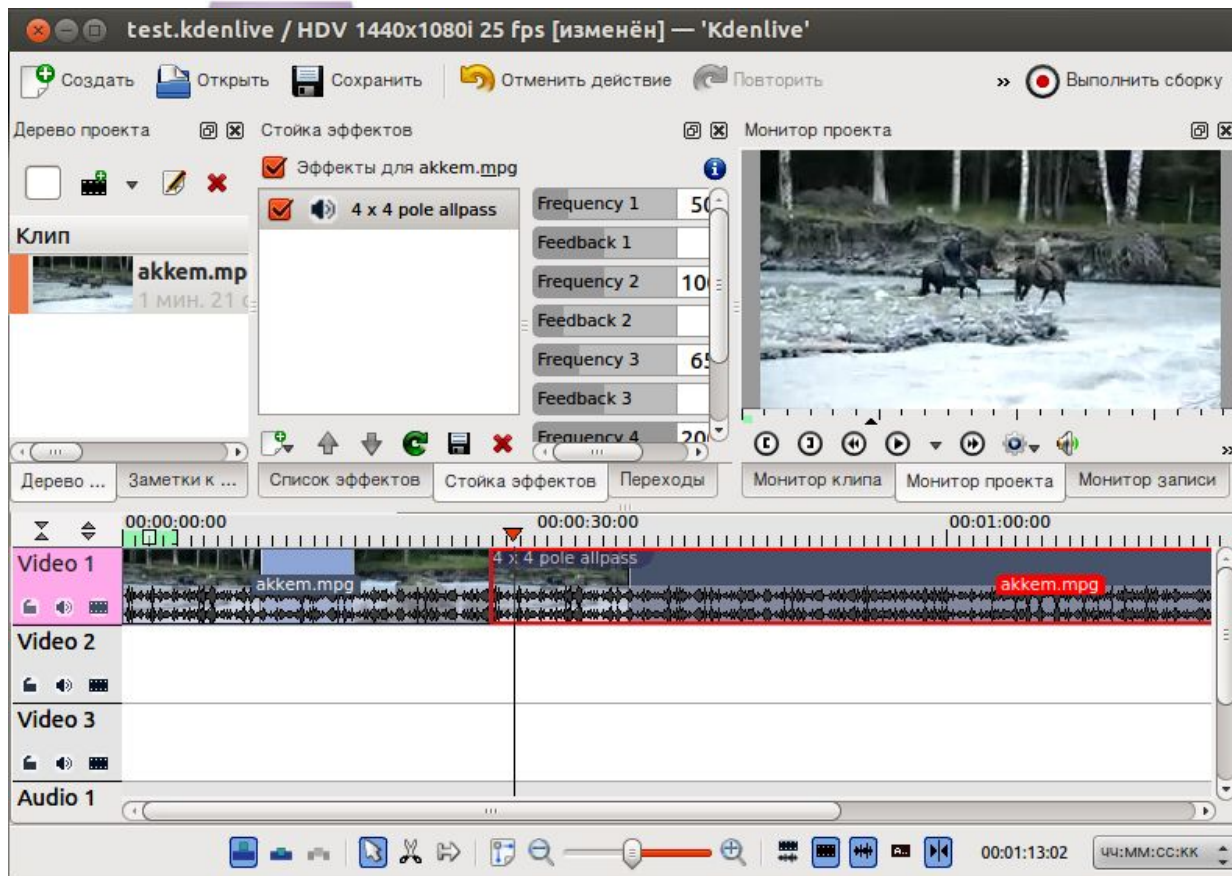 test.kdenlive / HDV 1440x1080i 25 fps [изменён] — 'Kdenlive'
Создать Открыть Сохранить Отменить действие Повторить » Выполнить сборку
Дерево проекта Стойка эффектов Монитор проекта
Эффекты для akkem.mpg
4 x 4 pole allpass
Клип
akkem.mp
1 мин. 21 с
Frequency 1 50
Feedback 1
Frequency 2 100
Feedback 2
Frequency 3 65
Feedback 3
Frequency 4 200
»
Дерево ... Заметки к ... Список эффектов Стойка эффектов Переходы Монитор клипа Монитор проекта Монитор записи
00:00:00:00 00:00:30:00 00:01:00:00
Video 1
4 x 4 pole allpass
akkem.mpg akkem.mpg
Video 2
Video 3
Audio 1
00:01:13:02 чч:мм:сс:кк